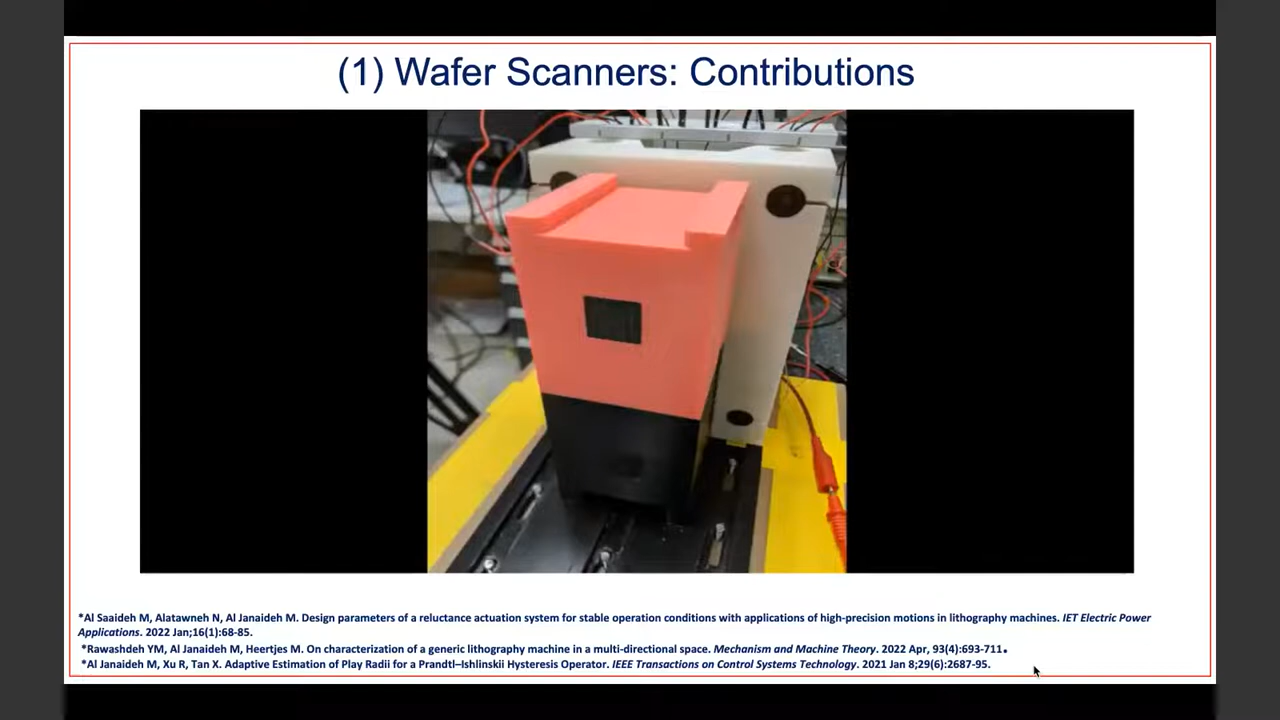 (1) Wafer Scanners: Contributions
*Al Saaideh M, Alatawneh N, Al Janaideh M. Design parameters of a reluctance actuation system for stable operation conditions with applications of high-precision motions in lithography machines. IET Electric Power
Applications. 2022 Jan;16(1):68-85.
*Rawashdeh YM, Al Janaideh M, Heertjes M. On characterization of a generic lithography machine in a multi-directional space. Mechanism and Machine Theory. 2022 Apr, 93(4):693-711.
*Al Janaideh M, Xu R, Tan X. Adaptive Estimation of Play Radii for a Prandtl–Ishlinskii Hysteresis Operator. IEEE Transactions on Control Systems Technology. 2021 Jan 8;29(6):2687-95.